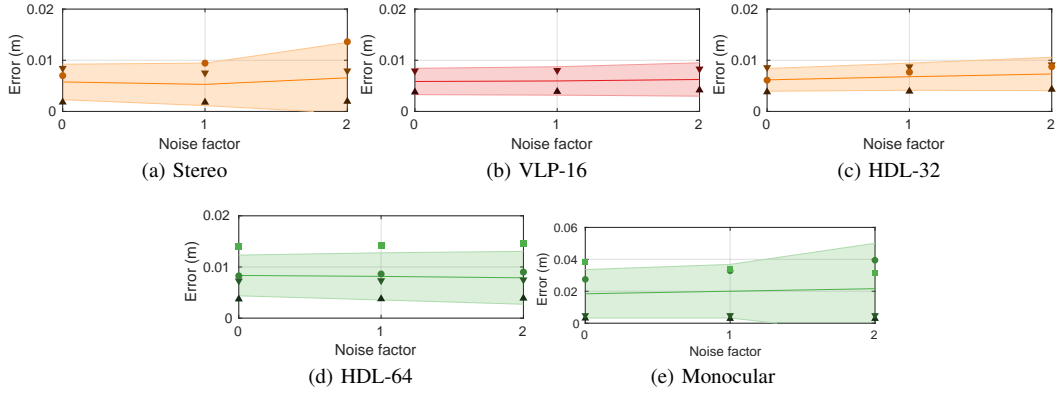 0.02
0.01
0
Error (m)
0 1 2
Noise factor
(a) Stereo
0.02
0.01
0
0 1 2
Noise factor
(b) VLP-16
0.02
0.01
0
0 1 2
Noise factor
(c) HDL-32
0.02
0.01
0
Error (m)
0 1 2
Noise factor
(d) HDL-64
0.06
0.04
0.02
0
Error (m)
0 1 2
Noise factor
(e) Monocular